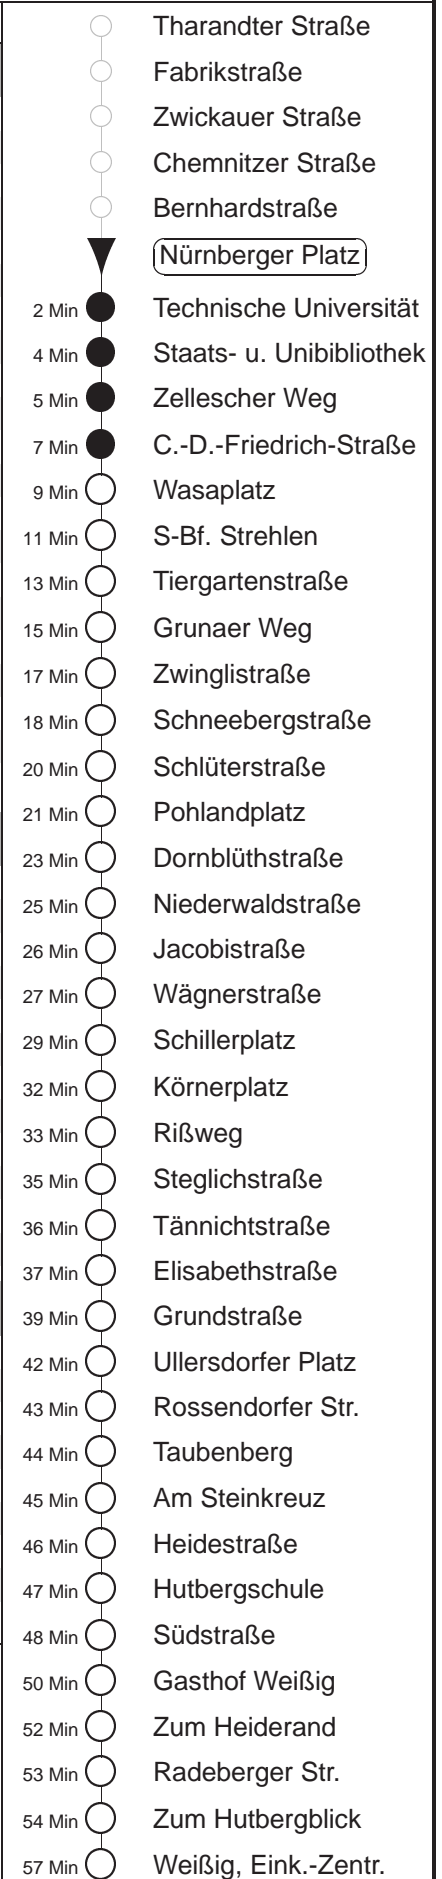 Tharandter Straße
Fabrikstraße
Zwickauer Straße
Chemnitzer Straße
Bernhardstraße
Nürnberger Platz
2 Min Technische Universität
4 Min Staats- u. Unibibliothek
5 Min Zellescher Weg
7 Min C.-D.-Friedrich-Straße
9 Min Wasaplatz
11 Min S-Bf. Strehlen
13 Min Tiergartenstraße
15 Min Grunaer Weg
17 Min Zwinglistraße
18 Min Schneebergstraße
20 Min Schlüterstraße
21 Min Pohlandplatz
23 Min Dornblüthstraße
25 Min Niederwaldstraße
26 Min Jacobistraße
27 Min Wägnerstraße
29 Min Schillerplatz
32 Min Körnerplatz
33 Min Rißweg
35 Min Steglichstraße
36 Min Tännichtstraße
37 Min Elisabethstraße
39 Min Grundstraße
42 Min Ullersdorfer Platz
43 Min Rossendorfer Str.
44 Min Taubenberg
45 Min Am Steinkreuz
46 Min Heidestraße
47 Min Hutbergschule
48 Min Südstraße
50 Min Gasthof Weißig
52 Min Zum Heiderand
53 Min Radeberger Str.
54 Min Zum Hutbergblick
57 Min Weißig, Eink.-Zentr.